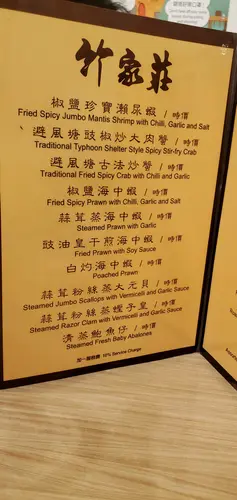 竹家莊
椒鹽珍寶瀨尿蝦 / 時價
Fried Spicy Jumbo Mantis Shrimp with Chilli, Garlic and Salt
避風塘豉椒炒大肉蟹 / 時價
Traditional Typhoon Shelter Style Spicy Stir-fry Crab
避風塘古法炒蟹 / 時價
Traditional Fried Spicy Crab with Chilli and Garlic
椒鹽海中蝦 / 時價
Fried Spicy Prawn with Chilli, Garlic and Salt
蒜茸蒸海中蝦 / 時價
Steamed Prawn with Garlic
豉油皇干煎海中蝦 / 時價
Fried Prawn with Soy Sauce
白灼海中蝦 / 時價
Poached Prawn
蒜茸粉絲蒸大元貝 / 時價
Steamed Jumbo Scallops with Vermicelli and Garlic Sauce
蒜茸粉絲蒸蟶子皇 / 時價
Steamed Razor Clam with Vermicelli and Garlic Sauce
清蒸鮑魚仔 / 時價
Steamed Fresh Baby Abalones
加一服務費 10% Service Charge